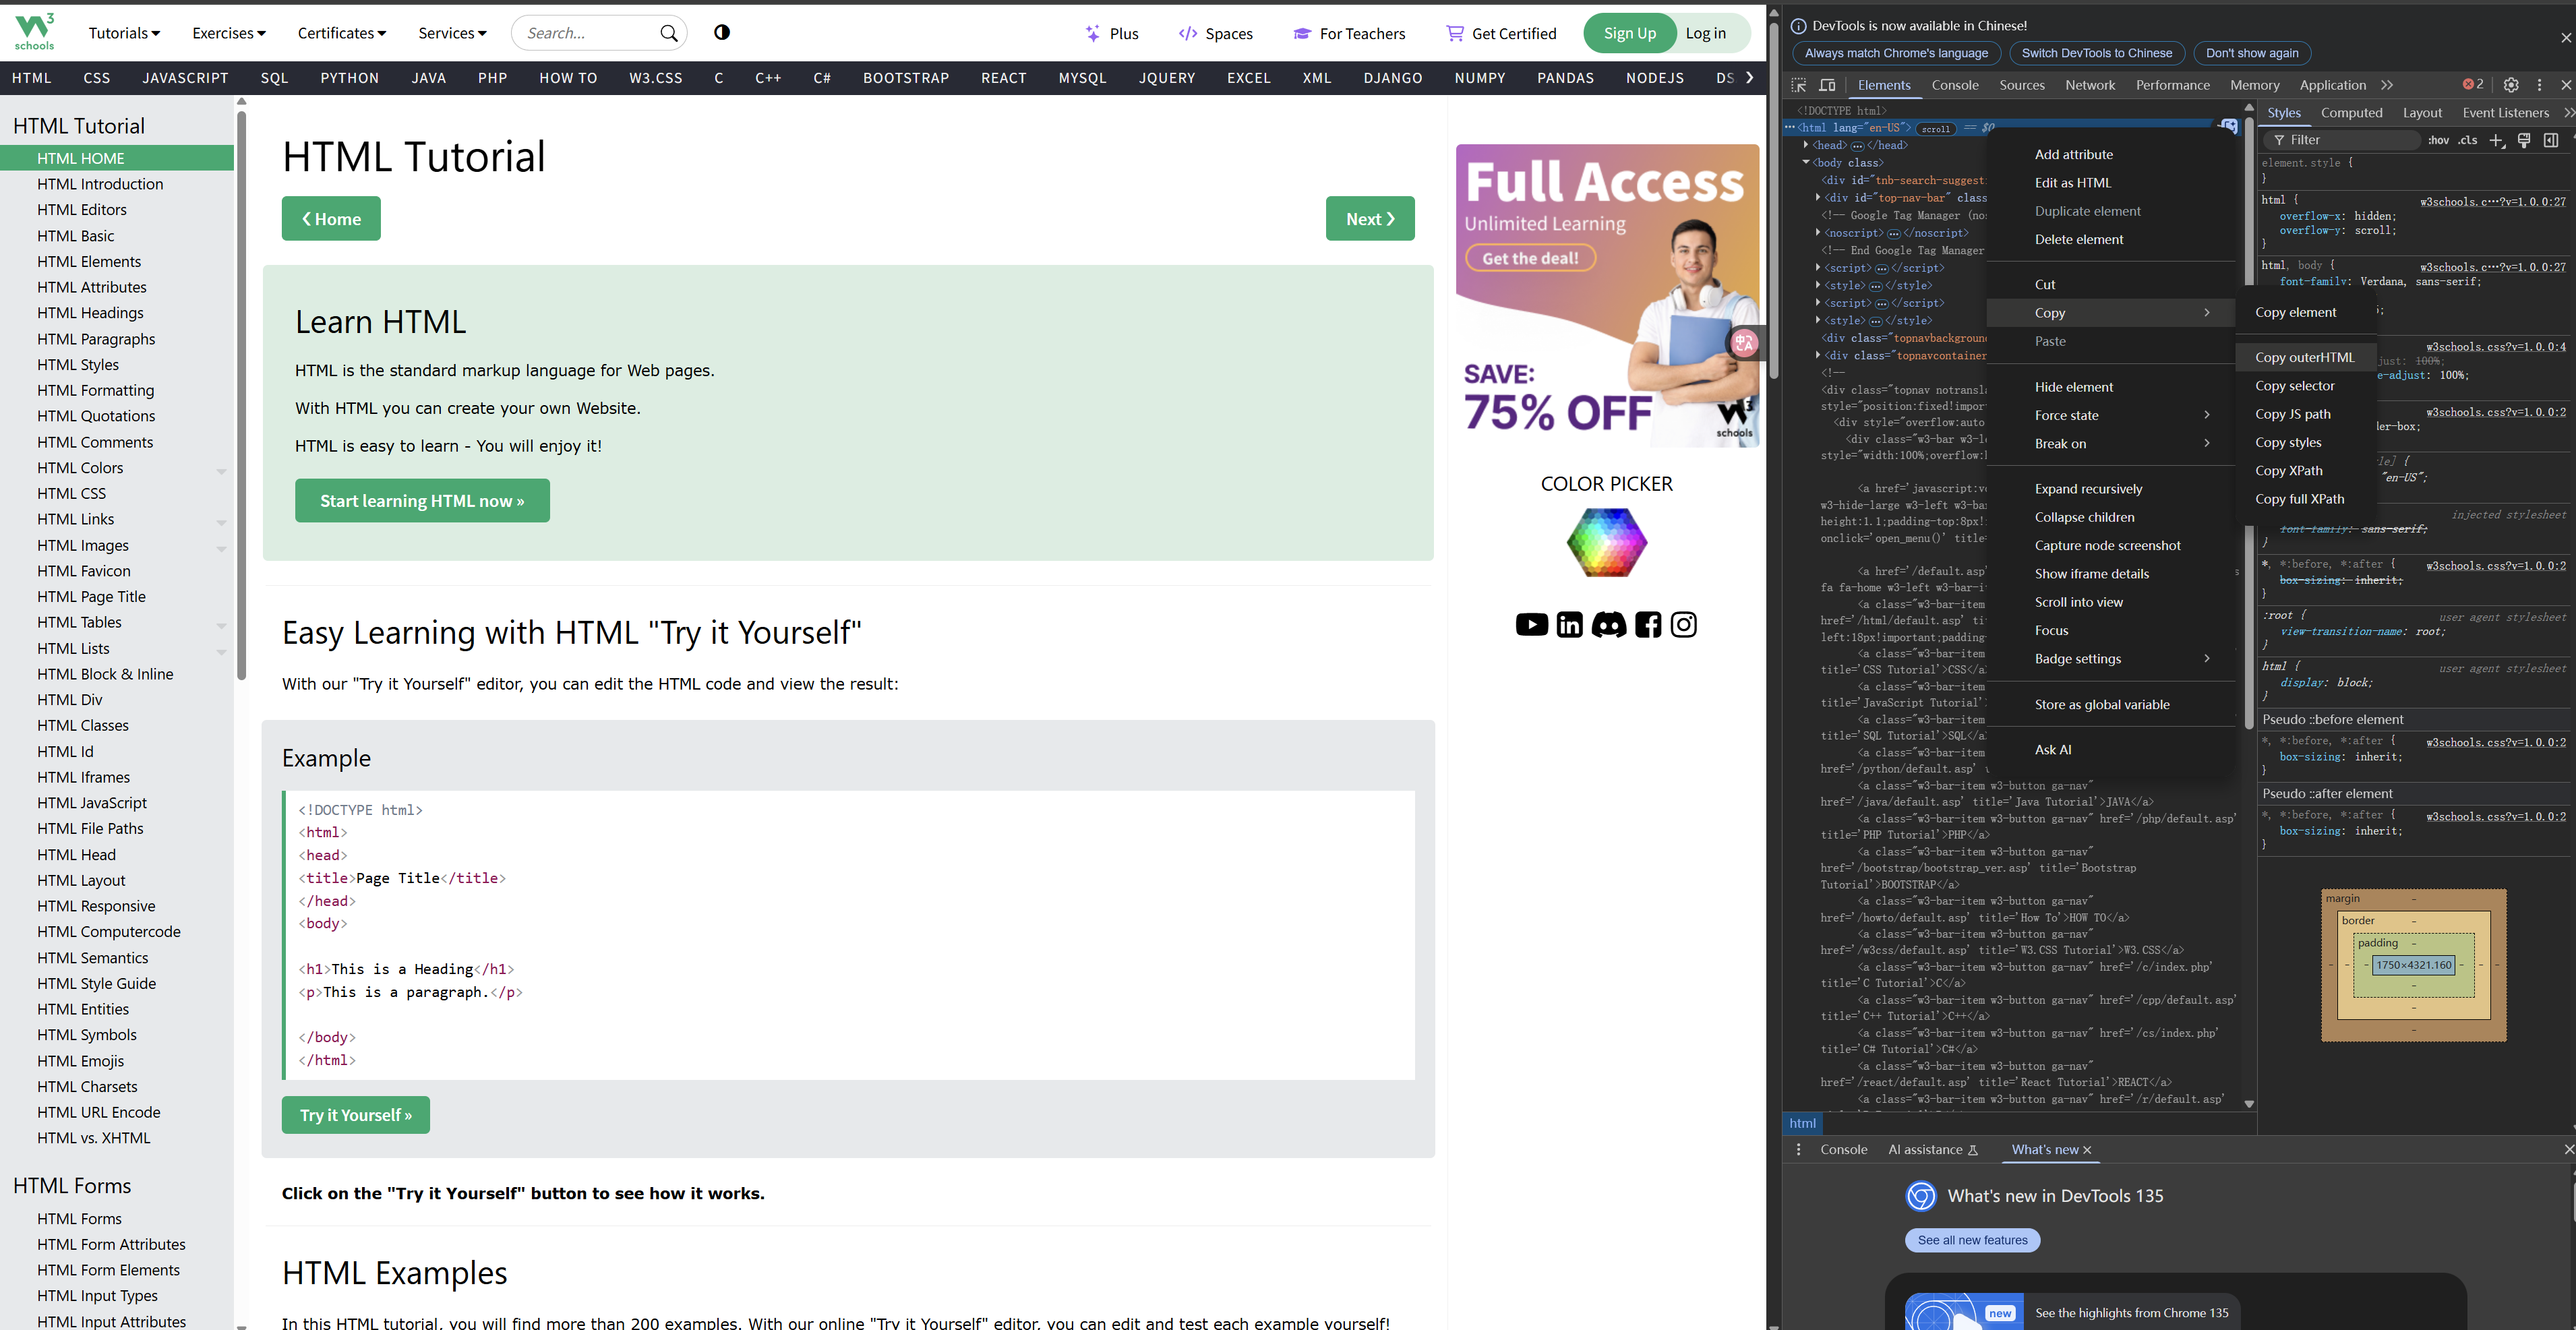 W3
schools
Tutorials
Exercises
Certificates
Services
Search...
Plus
Spaces
For Teachers
Get Certified
Sign Up
Log in
HTML CSS JAVASCRIPT SQL PYTHON JAVA PHP HOW TO W3.CSS C C++ C# BOOTSTRAP REACT MYSQL JQUERY EXCEL XML DJANGO NUMPY PANDAS NODEJS DS
HTML Tutorial
HTML HOME
HTML Introduction
HTML Editors
HTML Basic
HTML Elements
HTML Attributes
HTML Headings
HTML Paragraphs
HTML Styles
HTML Formatting
HTML Quotations
HTML Comments
HTML Colors
HTML CSS
HTML Links
HTML Images
HTML Favicon
HTML Page Title
HTML Tables
HTML Lists
HTML Block & Inline
HTML Div
HTML Classes
HTML Id
HTML Iframes
HTML JavaScript
HTML File Paths
HTML Head
HTML Layout
HTML Responsive
HTML Computercode
HTML Semantics
HTML Style Guide
HTML Entities
HTML Symbols
HTML Emojis
HTML Charsets
HTML URL Encode
HTML vs. XHTML
HTML Forms
HTML Forms
HTML Form Attributes
HTML Form Elements
HTML Input Types
HTML Input Attributes
HTML Tutorial
❮ Home
Next ❯
Learn HTML
HTML is the standard markup language for Web pages.
With HTML you can create your own Website.
HTML is easy to learn - You will enjoy it!
Start learning HTML now »
Easy Learning with HTML "Try it Yourself"
With our "Try it Yourself" editor, you can edit the HTML code and view the result:
Example
<!DOCTYPE html>
<html>
<head>
<title>Page Title</title>
</head>
<body>
<h1>This is a Heading</h1>
<p>This is a paragraph.</p>
</body>
</html>
Try it Yourself »
Click on the "Try it Yourself" button to see how it works.
HTML Examples
In this HTML tutorial, you will find more than 200 examples. With our online "Try it Yourself" editor, you can edit and test each example yourself!
Full Access
Unlimited Learning
Get the deal!
SAVE:
75% OFF
W3
schools
COLOR PICKER
DevTools is now available in Chinese!
Always match Chrome's language
Switch DevTools to Chinese
Don't show again
Elements Console Sources Network Performance Memory Application 2
<!DOCTYPE html>
<html lang="en-US"> scroll == $0
<head> </head>
<body class>
<div id="tnb-search-suggest
<div id="top-nav-bar" class
<!-- Google Tag Manager (nos
<noscript> </noscript>
<!-- End Google Tag Manager
<script> </script>
<style> </style>
<script> </script>
<style> </style>
<div class="topnavbackground
<div class="topnavcontainer
<!--
<div class="topnav notransla
style="position:fixed!impor
<div style="overflow:auto
<div class="w3-bar w3-le
style="width:100%;overflow:h
<a href='javascript:v
w3-hide-large w3-left w3-bar
height:1.1;padding-top:8px!
onclick='open_menu()' title=
<a href='/default.asp'
fa fa-home w3-left w3-bar-i
<a class="w3-bar-item
href='/html/default.asp' ti
left:18px!important;padding-
<a class="w3-bar-item
title='CSS Tutorial'>CSS</a
<a class="w3-bar-item
title='JavaScript Tutorial'
<a class="w3-bar-item
title='SQL Tutorial'>SQL</a
<a class="w3-bar-item
href='/python/default.asp'
<a class="w3-bar-item w3-button ga-nav"
href='/java/default.asp' title='Java Tutorial'>JAVA</a>
<a class="w3-bar-item w3-button ga-nav" href='/php/default.asp'
title='PHP Tutorial'>PHP</a>
<a class="w3-bar-item w3-button ga-nav"
href='/bootstrap/bootstrap_ver.asp' title='Bootstrap
Tutorial'>BOOTSTRAP</a>
<a class="w3-bar-item w3-button ga-nav"
href='/howto/default.asp' title='How To'>HOW TO</a>
<a class="w3-bar-item w3-button ga-nav"
href='/w3css/default.asp' title='W3.CSS Tutorial'>W3.CSS</a>
<a class="w3-bar-item w3-button ga-nav" href='/c/index.php'
title='C Tutorial'>C</a>
<a class="w3-bar-item w3-button ga-nav" href='/cpp/default.asp'
title='C++ Tutorial'>C++</a>
<a class="w3-bar-item w3-button ga-nav" href='/cs/index.php'
title='C# Tutorial'>C#</a>
<a class="w3-bar-item w3-button ga-nav"
href='/react/default.asp' title='React Tutorial'>REACT</a>
<a class="w3-bar-item w3-button ga-nav" href='/r/default.asp'
html
Add attribute
Edit as HTML
Duplicate element
Delete element
Cut
Copy
Paste
Hide element
Force state
Break on
Expand recursively
Collapse children
Capture node screenshot
Show iframe details
Scroll into view
Focus
Badge settings
Store as global variable
Ask AI
Copy element
Copy outerHTML
Copy selector
Copy JS path
Copy styles
Copy XPath
Copy full XPath
Styles Computed Layout Event Listeners
Filter :hov .cls
element.style {
}
html { w3schools.c…?v=1.0.0:27
overflow-x: hidden;
overflow-y: scroll;
}
html, body { w3schools.c…?v=1.0.0:27
font-family: Verdana, sans-serif;
;
w3schools.css?v=1.0.0:4
just: 100%;
e-adjust: 100%;
w3schools.css?v=1.0.0:2
der-box;
le] {
"en-US";
injected stylesheet
font-family: sans-serif;
}
*, *:before, *:after { w3schools.css?v=1.0.0:2
box-sizing: inherit;
}
:root { user agent stylesheet
view-transition-name: root;
}
html { user agent stylesheet
display: block;
}
Pseudo ::before element
*, *:before, *:after { w3schools.css?v=1.0.0:2
box-sizing: inherit;
}
Pseudo ::after element
*, *:before, *:after { w3schools.css?v=1.0.0:2
box-sizing: inherit;
}
margin -
border -
padding -
- - - 1750×4321.160 - - -
-
-
-
Console AI assistance What's new
What's new in DevTools 135
See all new features
new
See the highlights from Chrome 135